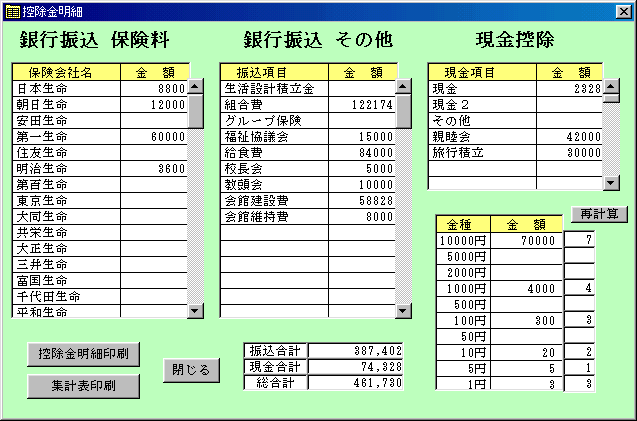 控除金明細
銀行振込 保険料
保険会社名 金 額
日本生命 8800
朝日生命 12000
安田生命
第一生命 60000
住友生命
明治生命 3600
第百生命
東京生命
大同生命
共栄生命
大正生命
三井生命
富国生命
千代田生命
平和生命
銀行振込 その他
振込項目 金 額
生活設計積立金
組合費 122174
グループ保険
福祉協議会 15000
給食費 84000
校長会 5000
教頭会 10000
会館建設費 58828
会館維持費 8000
現金控除
現金項目 金 額
現金 2328
現金2
その他
親睦会 42000
旅行積立 30000
再計算
金種 金 額
10000円 70000 7
5000円
2000円
1000円 4000 4
500円
100円 300 3
50円
10円 20 2
5円 5 1
1円 3 3
控除金明細印刷
集計表印刷
閉じる
振込合計 387,402
現金合計 74,328
総合計 461,730